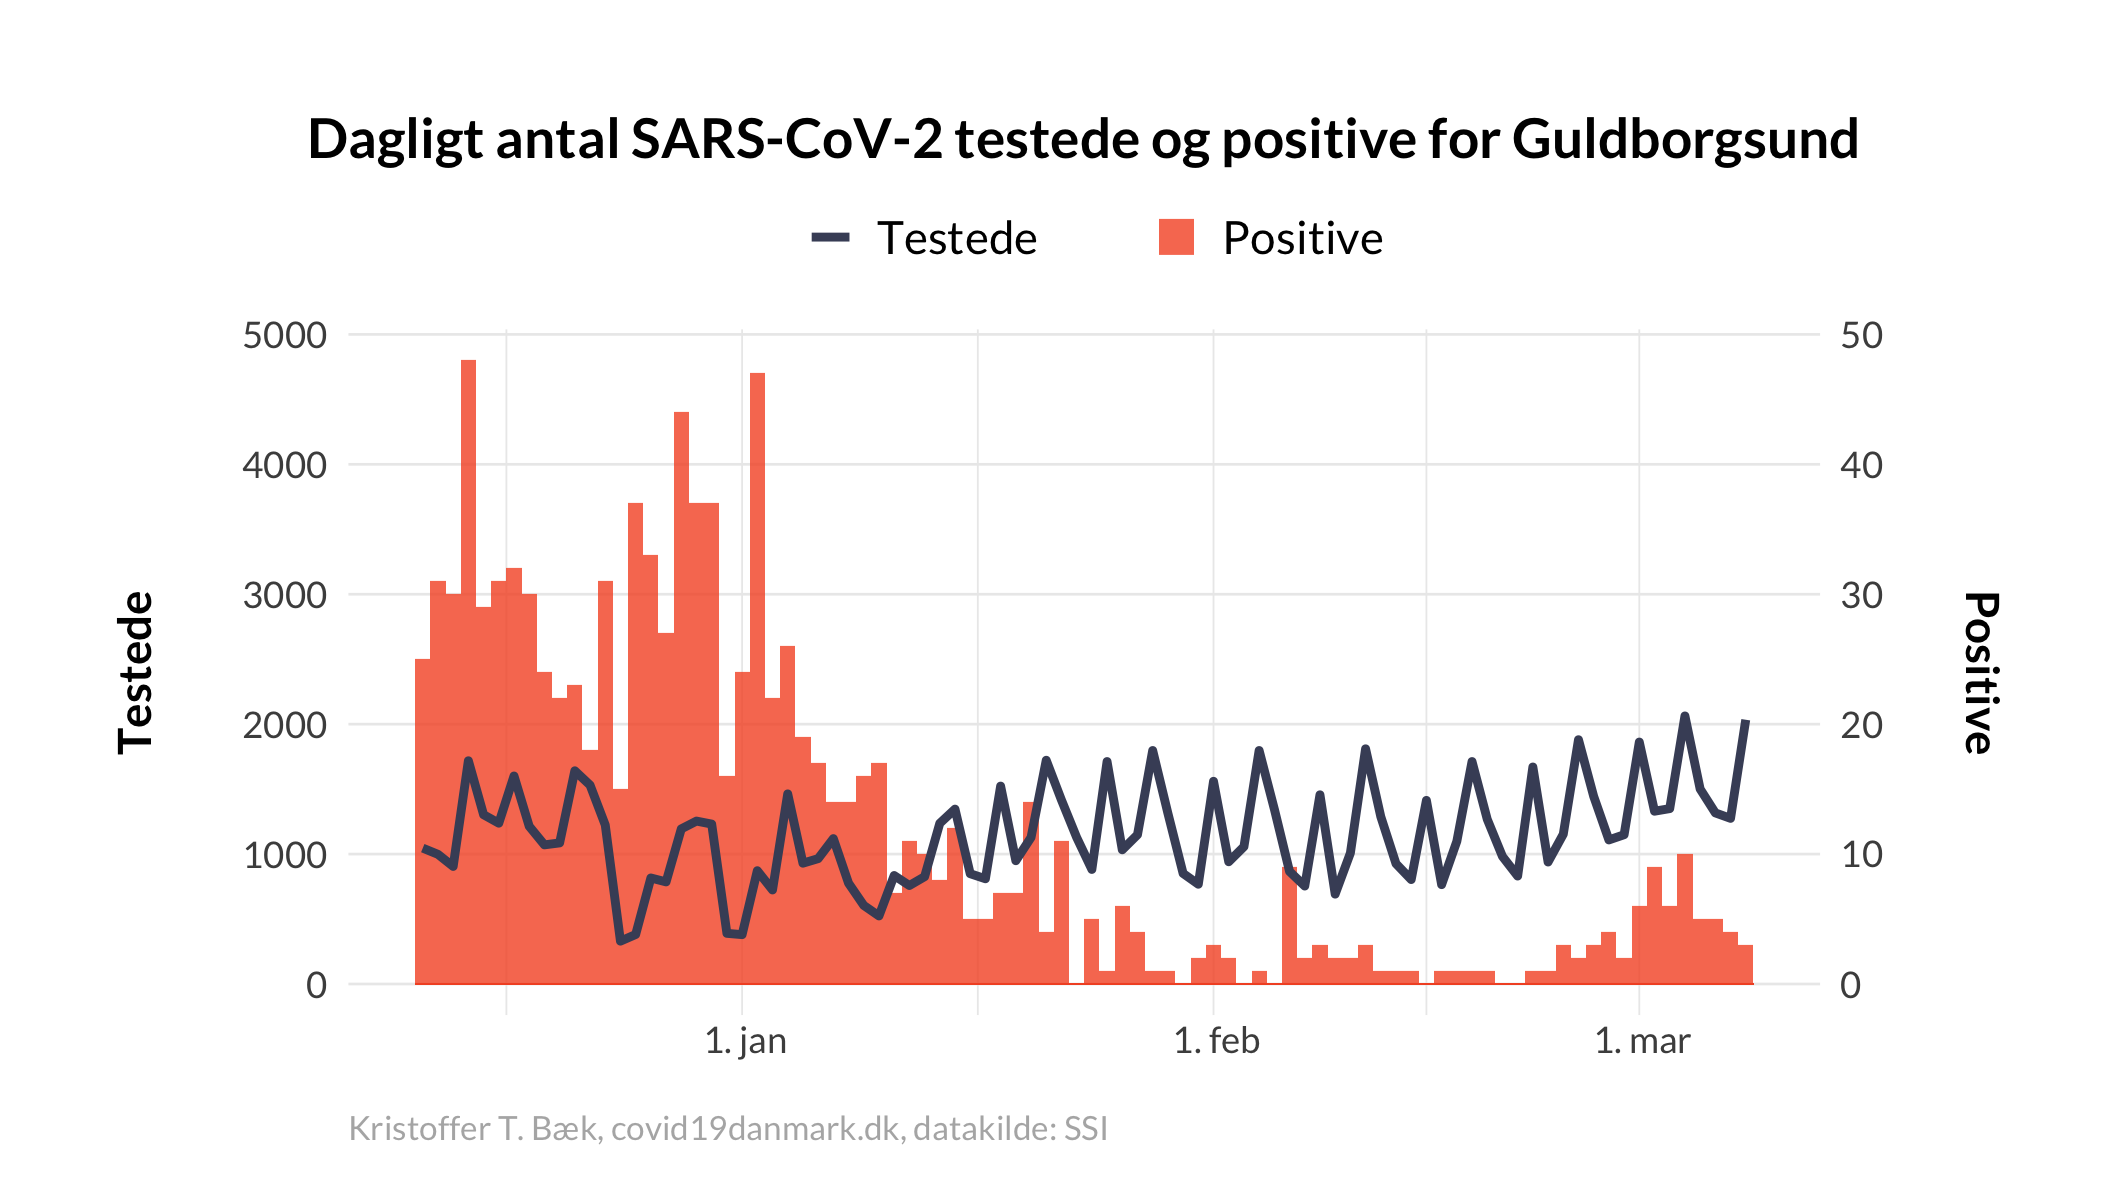 Dagligt antal SARS-CoV-2 testede og positive for Guldborgsund
Testede Positive
5000 50
4000 40
3000 30
2000 20
1000 10
0 0
Testede
Positive
1. jan 1. feb 1. mar
Kristoffer T. Bæk, covid19danmark.dk, datakilde: SSI